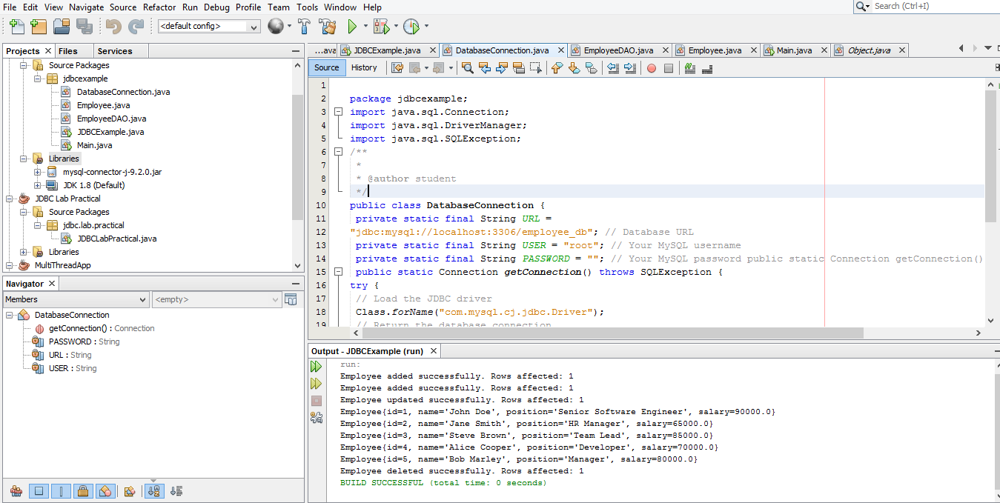 File Edit View Navigate Source Refactor Run Debug Profile Team Tools Window Help
Search (Ctrl+I)
<default config>
Projects Files Services
Source Packages
jdbcexample
DatabaseConnection.java
Employee.java
EmployeeDAO.java
JDBCExample.java
Main.java
Libraries
mysql-connector-j-9.2.0.jar
JDK 1.8 (Default)
JDBC Lab Practical
Source Packages
jdbc.lab.practical
JDBCLabPractical.java
Libraries
MultiThreadApp
Navigator
Members
<empty>
DatabaseConnection
getConnection() : Connection
PASSWORD : String
URL : String
USER : String
...ava JDBCExample.java DatabaseConnection.java EmployeeDAO.java Employee.java Main.java Object.java
Source History
1
2 package jdbcexample;
3 import java.sql.Connection;
4 import java.sql.DriverManager;
5 import java.sql.SQLException;
6 /**
7 *
8 * @author student
9 */
10 public class DatabaseConnection {
11 private static final String URL =
12 "jdbc:mysql://localhost:3306/employee_db"; // Database URL
13 private static final String USER = "root"; // Your MySQL username
14 private static final String PASSWORD = ""; // Your MySQL password public static Connection getConnection()
15 public static Connection getConnection() throws SQLException {
16 try {
17 // Load the JDBC driver
18 Class.forName("com.mysql.cj.jdbc.Driver");
19 // Return the database connection
Output - JDBCExample (run)
run:
Employee added successfully. Rows affected: 1
Employee added successfully. Rows affected: 1
Employee updated successfully. Rows affected: 1
Employee{id=1, name='John Doe', position='Senior Software Engineer', salary=90000.0}
Employee{id=2, name='Jane Smith', position='HR Manager', salary=65000.0}
Employee{id=3, name='Steve Brown', position='Team Lead', salary=85000.0}
Employee{id=4, name='Alice Cooper', position='Developer', salary=70000.0}
Employee{id=5, name='Bob Marley', position='Manager', salary=80000.0}
Employee deleted successfully. Rows affected: 1
BUILD SUCCESSFUL (total time: 0 seconds)